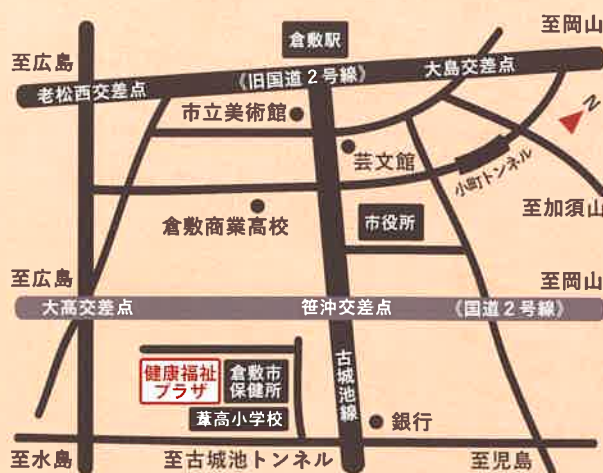 倉敷駅
至岡山
至広島
大島交差点
《旧国道2号線》
老松西交差点
市立美術館
N
芸文館
小町トンネル
至加須山
倉敷商業高校
市役所
至広島
至岡山
大高交差点
笹沖交差点
《国道2号線》
健康福祉
プラザ
倉敷市
保健所
古城池線
葦高小学校
銀行
至水島
至古城池トンネル
至児島